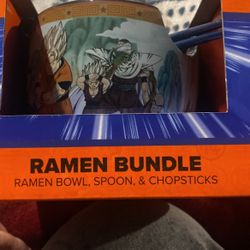 RAMEN BUNDLE
RAMEN BOWL, SPOON, & CHOPSTICKS